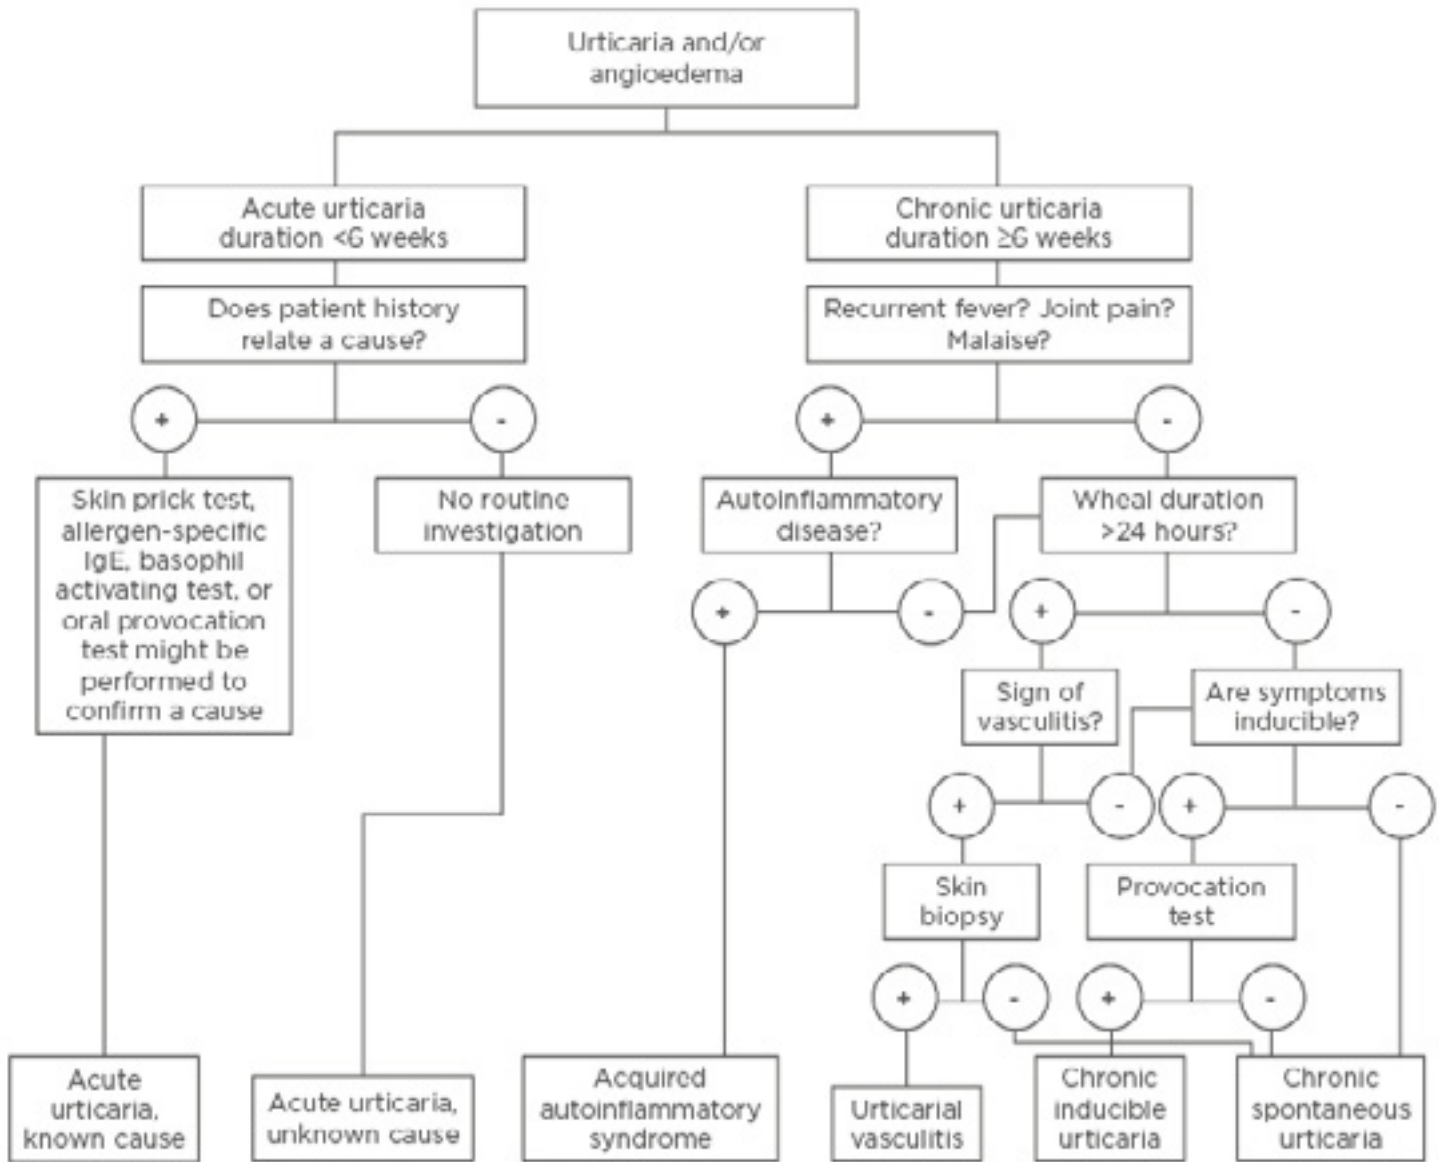 Urticaria and/or
angioedema
Acute urticaria
duration <6 weeks
Chronic urticaria
duration ≥6 weeks
Does patient history
relate a cause?
Recurrent fever? Joint pain?
Malaise?
+
-
+
-
Skin prick test,
allergen-specific
IgE, basophil
activating test, or
oral provocation
test might be
performed to
confirm a cause
No routine
investigation
Autoinflammatory
disease?
Wheal duration
>24 hours?
+
-
+
-
Sign of
vasculitis?
Are symptoms
inducible?
+
-
+
-
Skin
biopsy
Provocation
test
+
-
+
-
Acute
urticaria,
known cause
Acute urticaria,
unknown cause
Acquired
autoinflammatory
syndrome
Urticarial
vasculitis
Chronic
inducible
urticaria
Chronic
spontaneous
urticaria